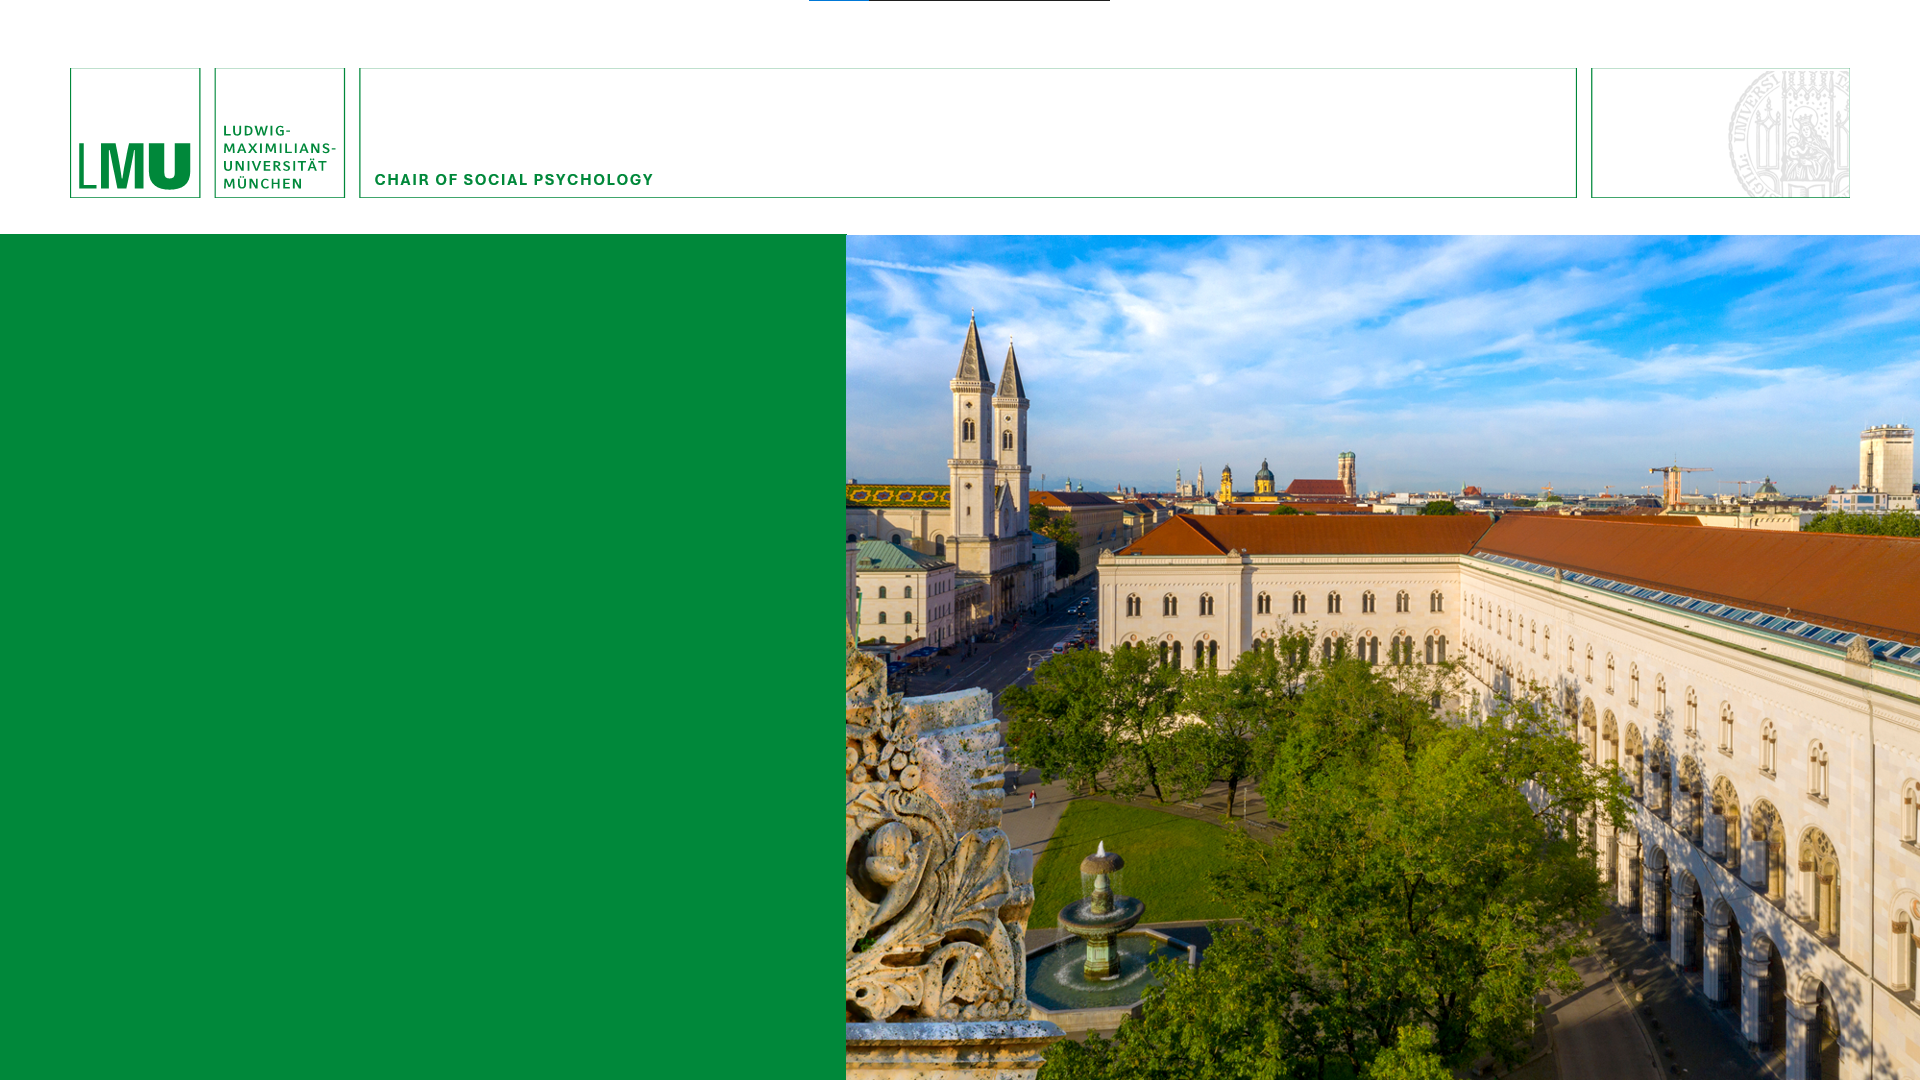 LMU
LUDWIG-
MAXIMILIANS-
UNIVERSITÄT
MÜNCHEN
CHAIR OF SOCIAL PSYCHOLOGY